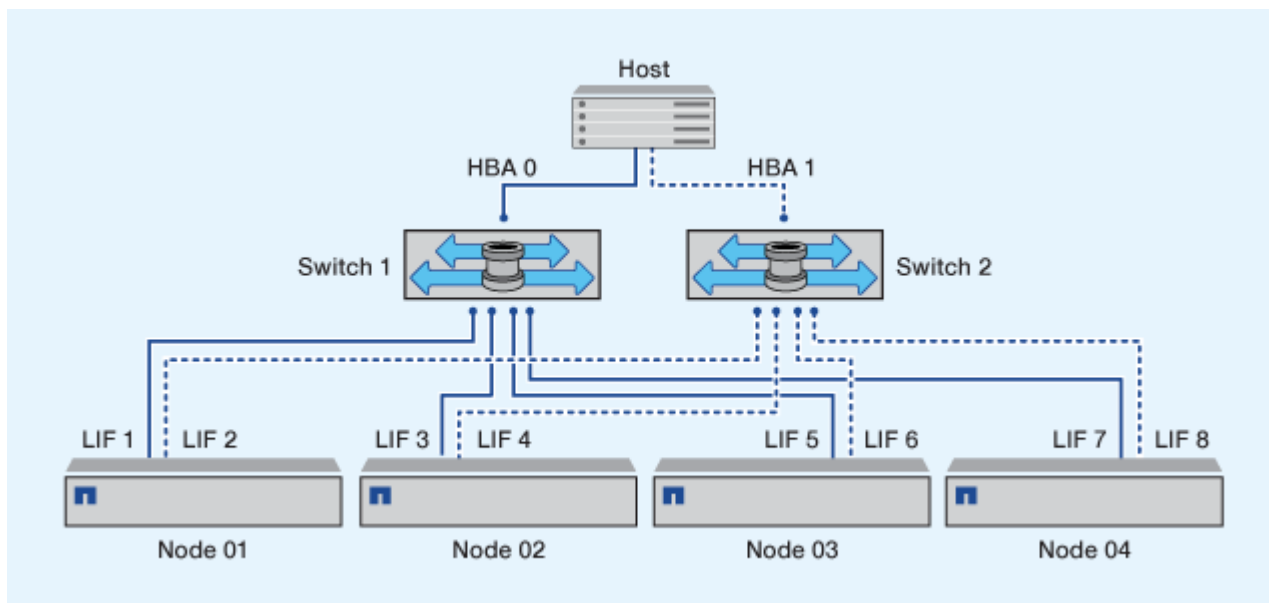 Host
HBA 0 HBA 1
Switch 1 Switch 2
LIF 1 LIF 2 LIF 3 LIF 4 LIF 5 LIF 6 LIF 7 LIF 8
Node 01 Node 02 Node 03 Node 04